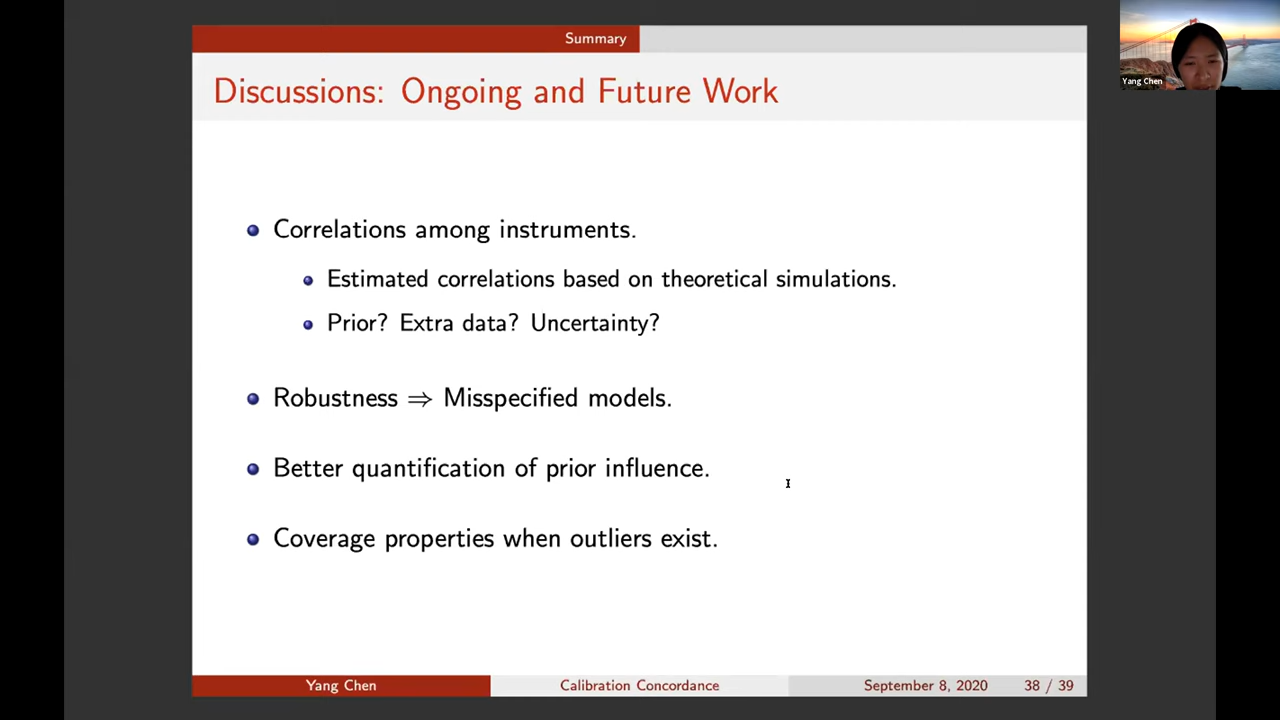 Summary
Discussions: Ongoing and Future Work
Yang Chen
Correlations among instruments.
Estimated correlations based on theoretical simulations.
Prior? Extra data? Uncertainty?
Robustness ⇒ Misspecified models.
Better quantification of prior influence.
Coverage properties when outliers exist.
Yang Chen
Calibration Concordance
September 8, 2020
38 / 39